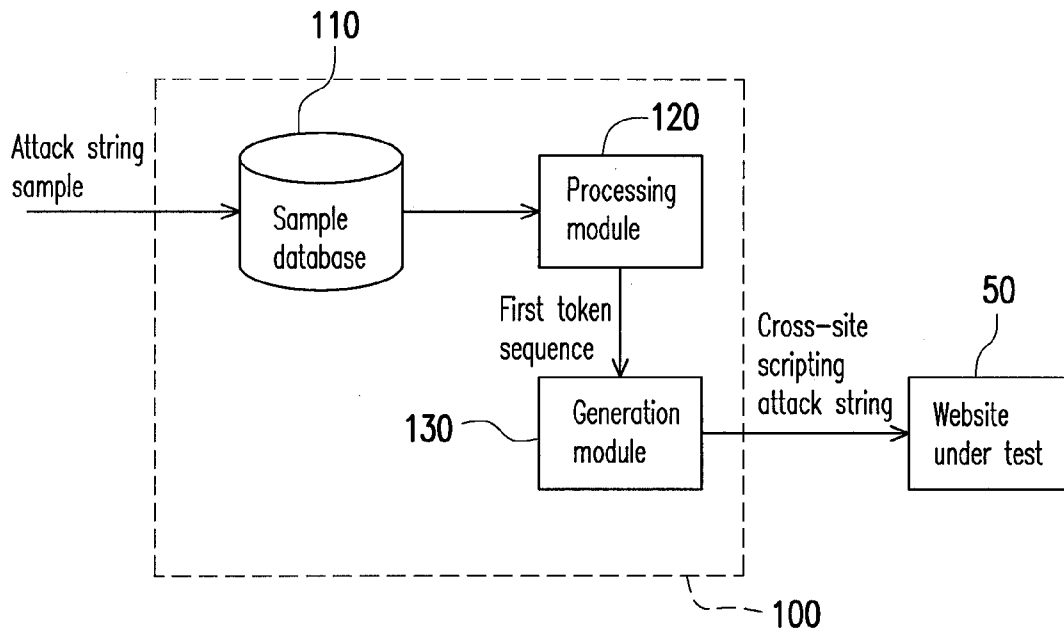 110
120
Attack string
sample
Sample
database
Processing
module
First token
sequence
50
Cross-site
scripting
attack string
130
Generation
module
Website
under test
100